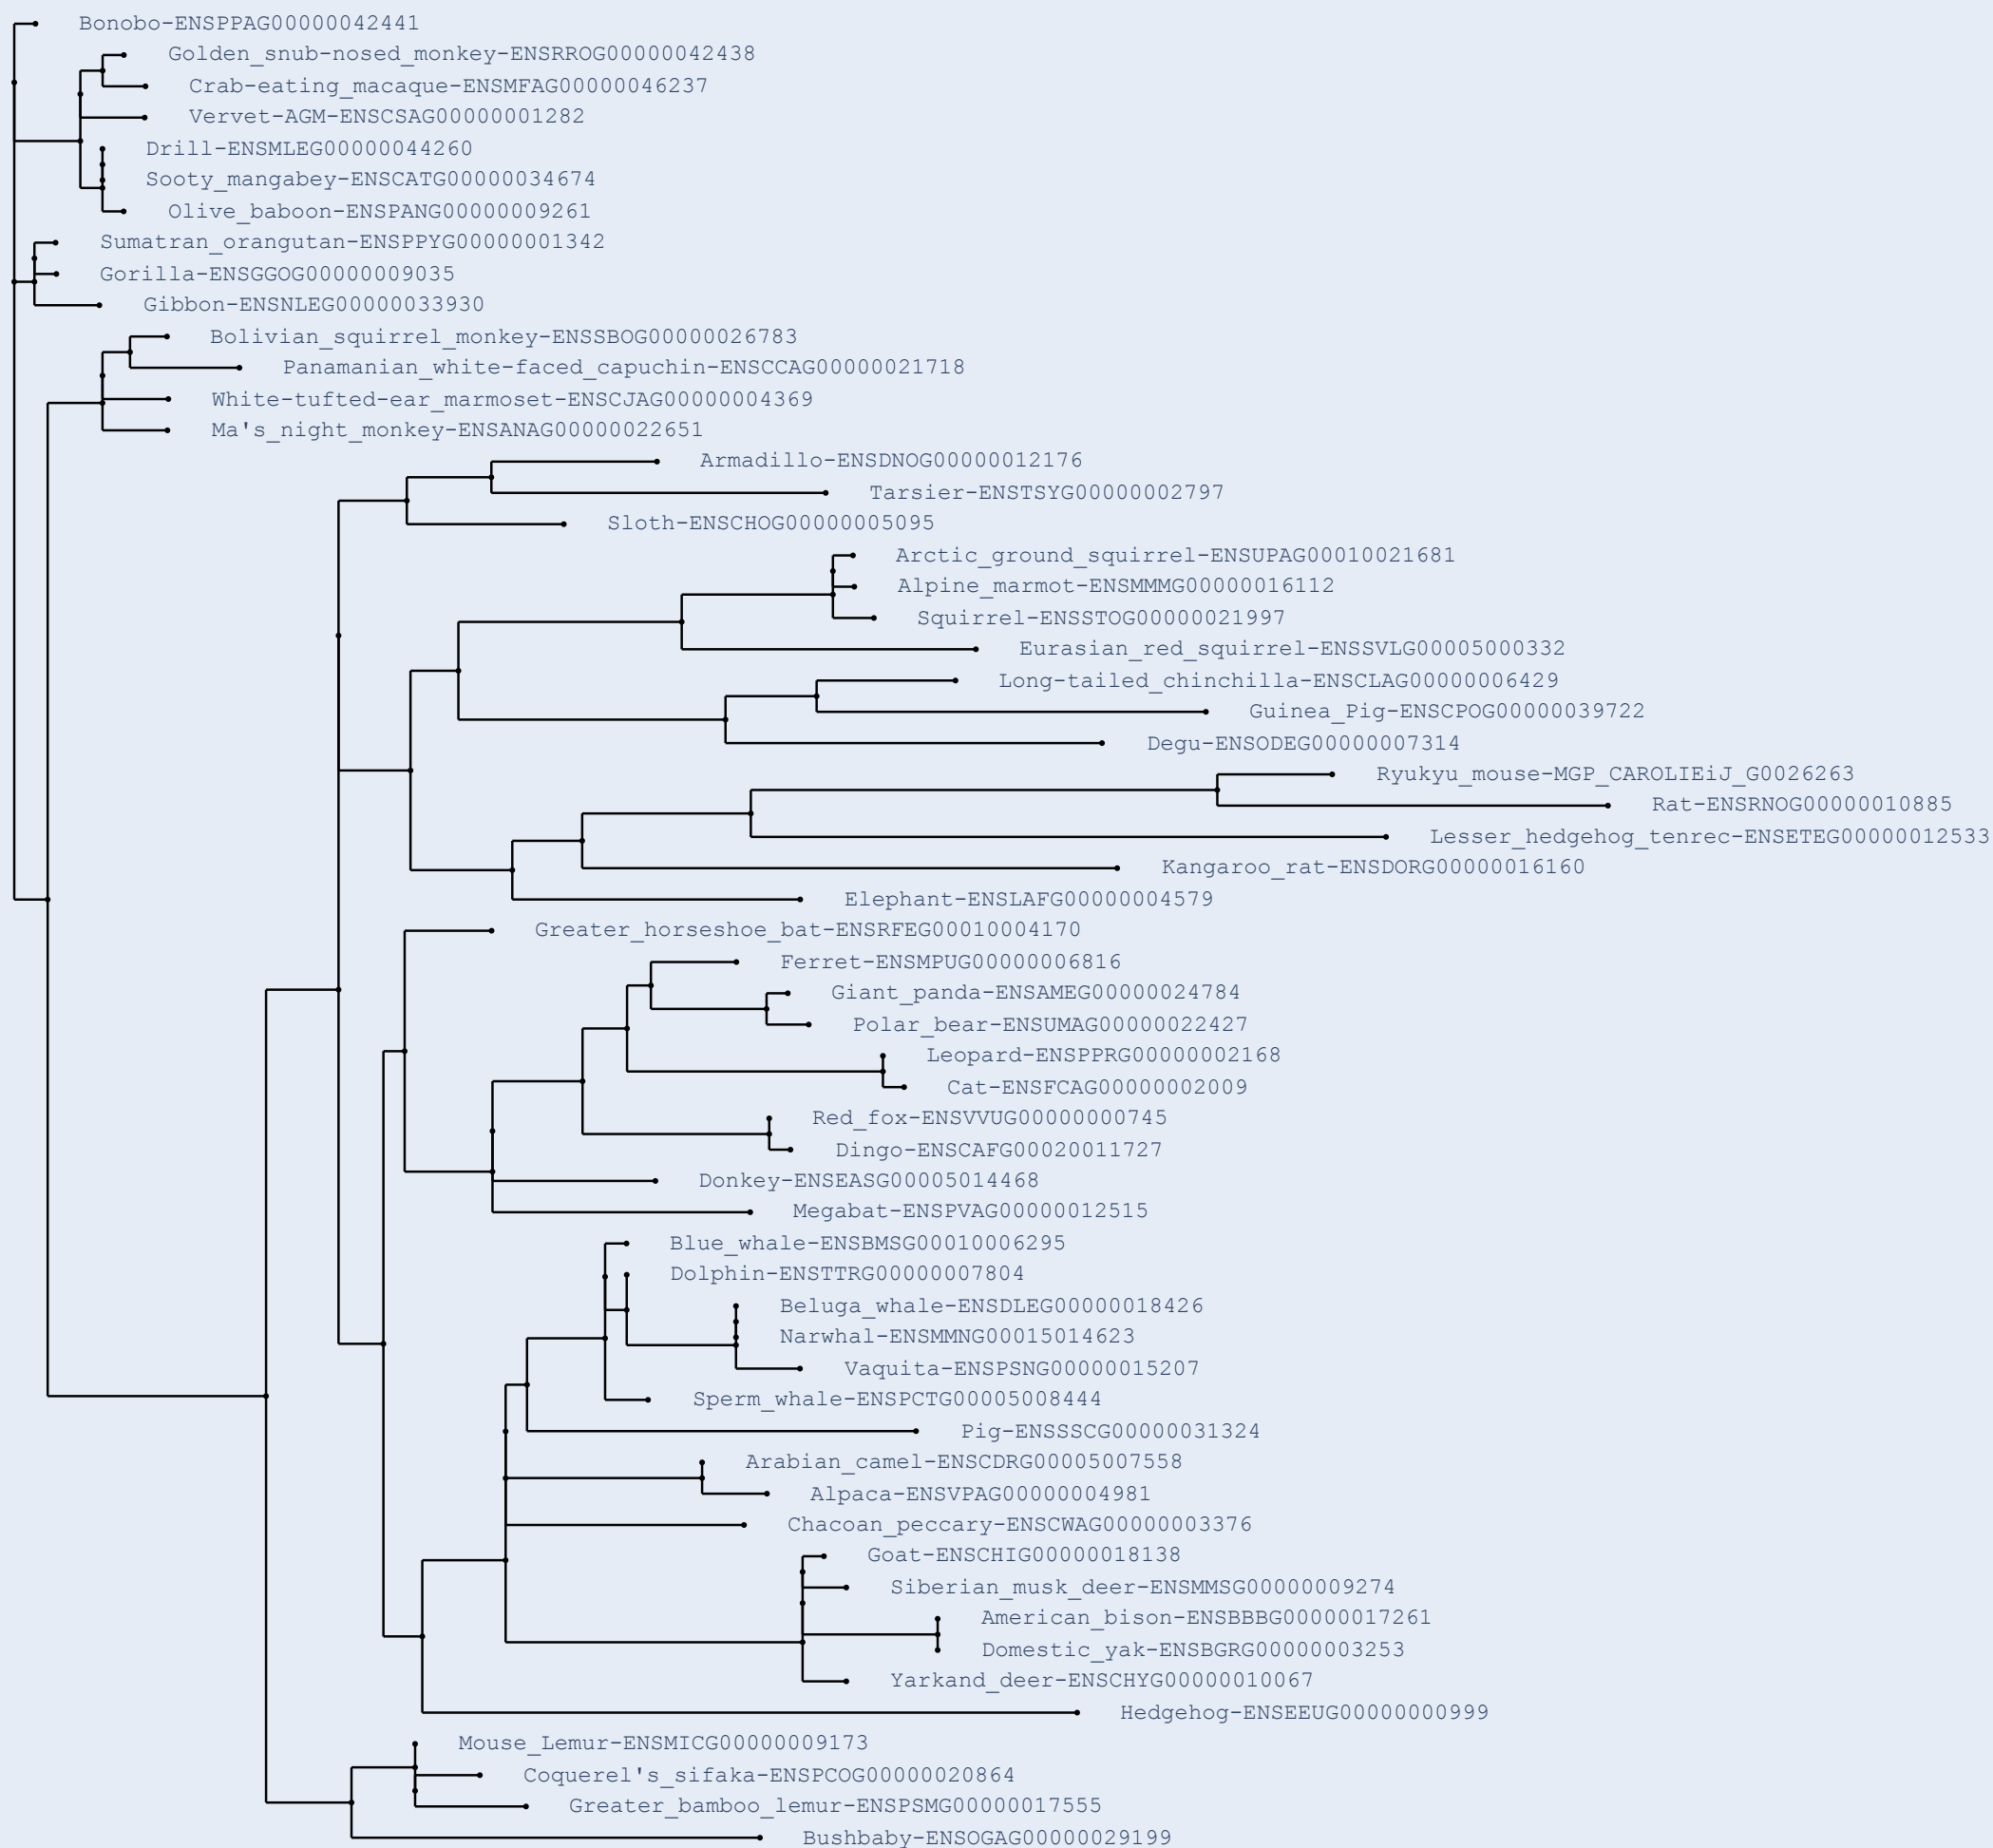 Bonobo-ENSPPAG00000042441
Golden_snub-nosed_monkey-ENSRROG00000042438
Crab-eating_macaque-ENSMFAG00000046237
Vervet-AGM-ENSCSAG00000001282
Drill-ENSMLEG00000044260
Sooty_mangabey-ENSCATG00000034674
Olive_baboon-ENSPANG00000009261
Sumatran_orangutan-ENSPPYG00000001342
Gorilla-ENSGGOG00000009035
Gibbon-ENSNLEG00000033930
Bolivian_squirrel_monkey-ENSSBOG00000026783
Panamanian_white-faced_capuchin-ENSCCAG00000021718
White-tufted-ear_marmoset-ENSCJAG00000004369
Ma's_night_monkey-ENSANAG00000022651
Armadillo-ENSDNOG00000012176
Tarsier-ENSTSYG00000002797
Sloth-ENSCHOG00000005095
Arctic_ground_squirrel-ENSUPAG00010021681
Alpine_marmot-ENSMMMG00000016112
Squirrel-ENSSTOG00000021997
Eurasian_red_squirrel-ENSSVLG00005000332
Long-tailed_chinchilla-ENSCLAG00000006429
Guinea_Pig-ENSCPOG00000039722
Degu-ENSODEG00000007314
Ryukyu_mouse-MGP_CAROLIEiJ_G0026263
Rat-ENSRNOG00000010885
Lesser_hedgehog_tenrec-ENSETEG00000012533
Kangaroo_rat-ENSDORG00000016160
Elephant-ENSLAFG00000004579
Greater_horseshoe_bat-ENSRFEG00010004170
Ferret-ENSMPUG00000006816
Giant_panda-ENSAMEG00000024784
Polar_bear-ENSUMAG00000022427
Leopard-ENSPPRG00000002168
Cat-ENSFCAG00000002009
Red_fox-ENSVVUG00000000745
Dingo-ENSCAFG00020011727
Donkey-ENSEASG00005014468
Megabat-ENSPVAG00000012515
Blue_whale-ENSBMSG00010006295
Dolphin-ENSTTRG00000007804
Beluga_whale-ENSDLEG00000018426
Narwhal-ENSMMNG00015014623
Vaquita-ENSPSNG00000015207
Sperm_whale-ENSPCTG00005008444
Pig-ENSSSCG00000031324
Arabian_camel-ENSCDRG00005007558
Alpaca-ENSVPAG00000004981
Chacoan_peccary-ENSCWAG00000003376
Goat-ENSCHIG00000018138
Siberian_musk_deer-ENSMMSG00000009274
American_bison-ENSBBBG00000017261
Domestic_yak-ENSBGRG00000003253
Yarkand_deer-ENSCHYG00000010067
Hedgehog-ENSEEUG00000000999
Mouse_Lemur-ENSMICG00000009173
Coquerel's_sifaka-ENSPCOG00000020864
Greater_bamboo_lemur-ENSPSMG00000017555
Bushbaby-ENSOGAG00000029199